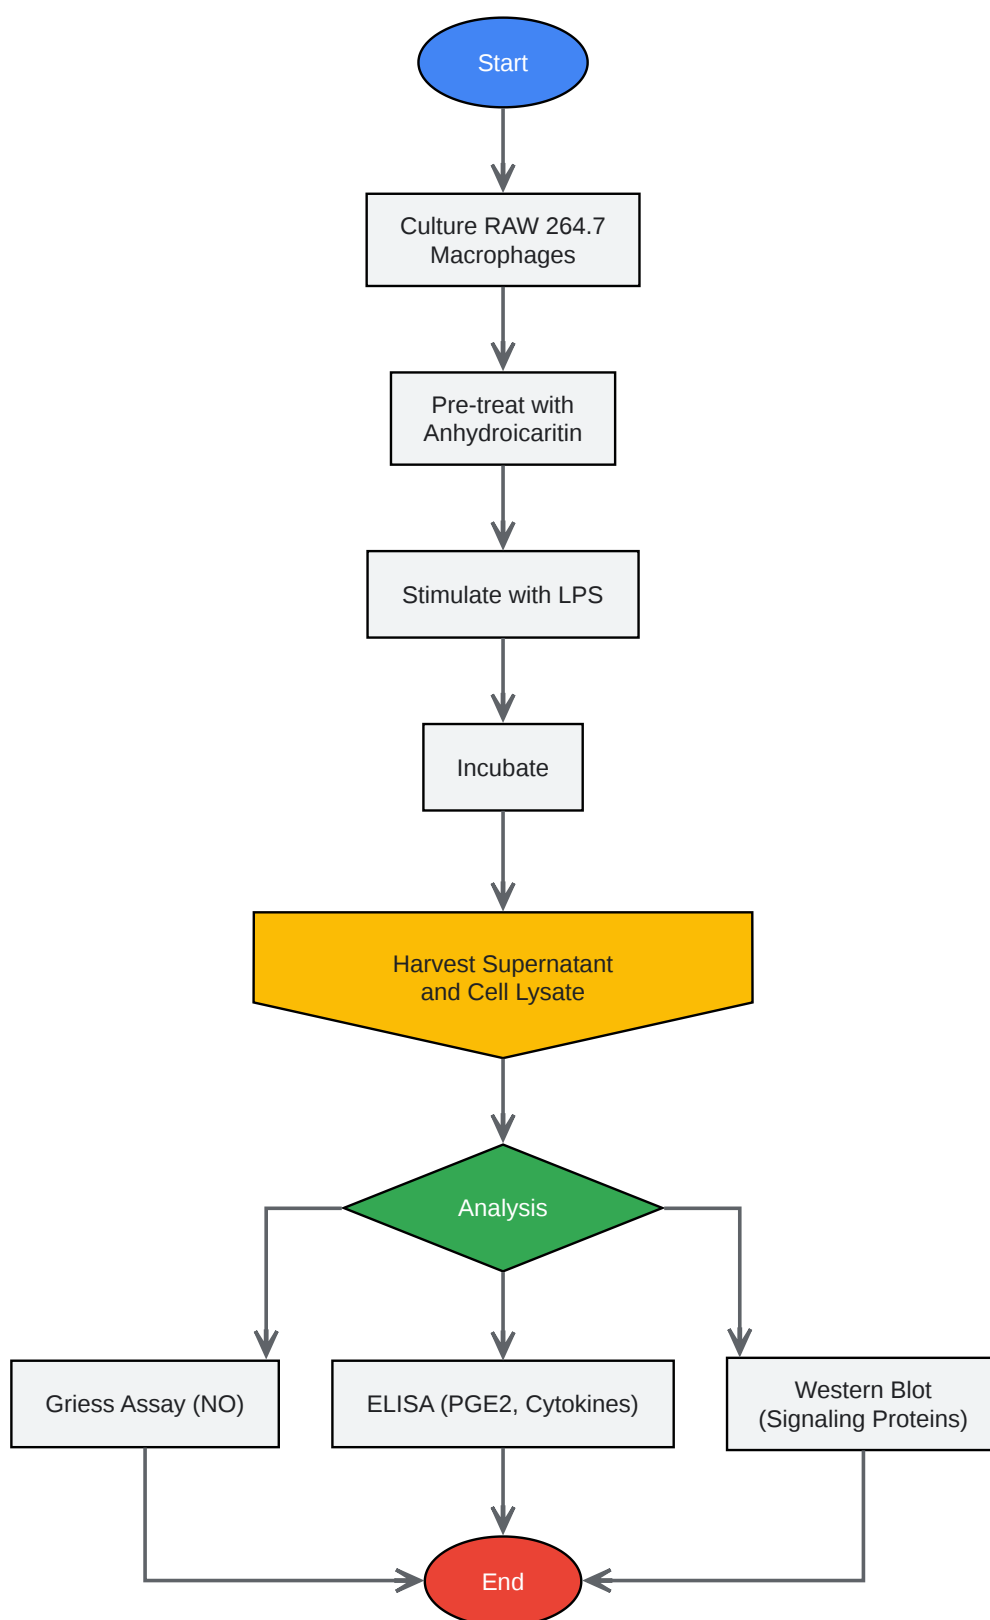 Start
Culture RAW 264.7
Macrophages
Pre-treat with
Anhydroicaritin
Stimulate with LPS
Incubate
Harvest Supernatant
and Cell Lysate
Analysis
Griess Assay (NO)
ELISA (PGE2, Cytokines)
Western Blot
(Signaling Proteins)
End